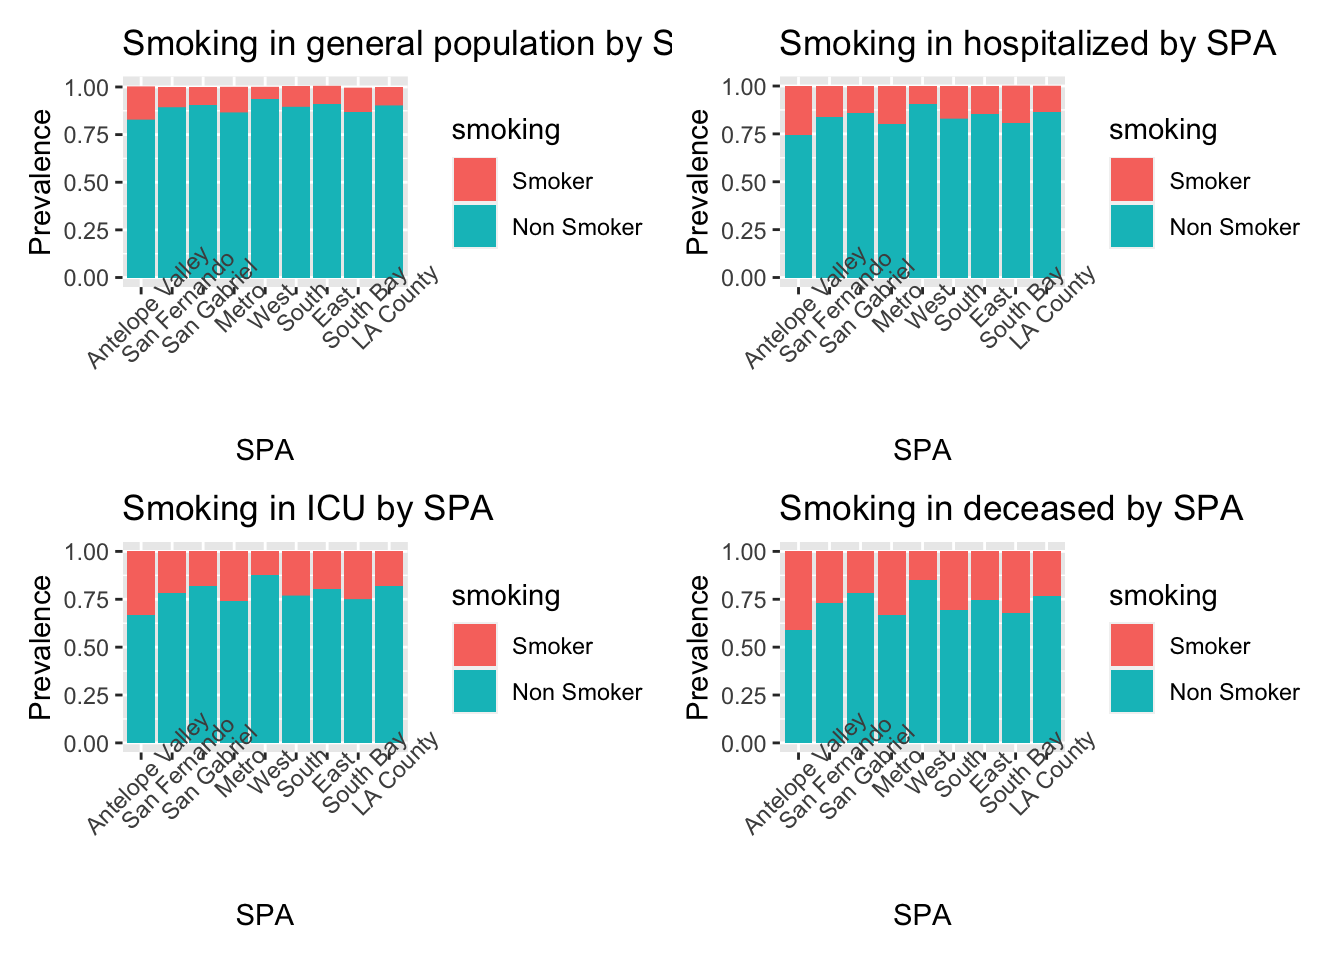 Smoking in general population by S
Prevalence
1.00
0.75
0.50
0.25
0.00
Antelope Valley
San Fernando
San Gabriel
Metro
West
South
East
South Bay
LA County
SPA
smoking
Smoker
Non Smoker
Smoking in hospitalized by SPA
Prevalence
1.00
0.75
0.50
0.25
0.00
Antelope Valley
San Fernando
San Gabriel
Metro
West
South
East
South Bay
LA County
SPA
smoking
Smoker
Non Smoker
Smoking in ICU by SPA
Prevalence
1.00
0.75
0.50
0.25
0.00
Antelope Valley
San Fernando
San Gabriel
Metro
West
South
East
South Bay
LA County
SPA
smoking
Smoker
Non Smoker
Smoking in deceased by SPA
Prevalence
1.00
0.75
0.50
0.25
0.00
Antelope Valley
San Fernando
San Gabriel
Metro
West
South
East
South Bay
LA County
SPA
smoking
Smoker
Non Smoker